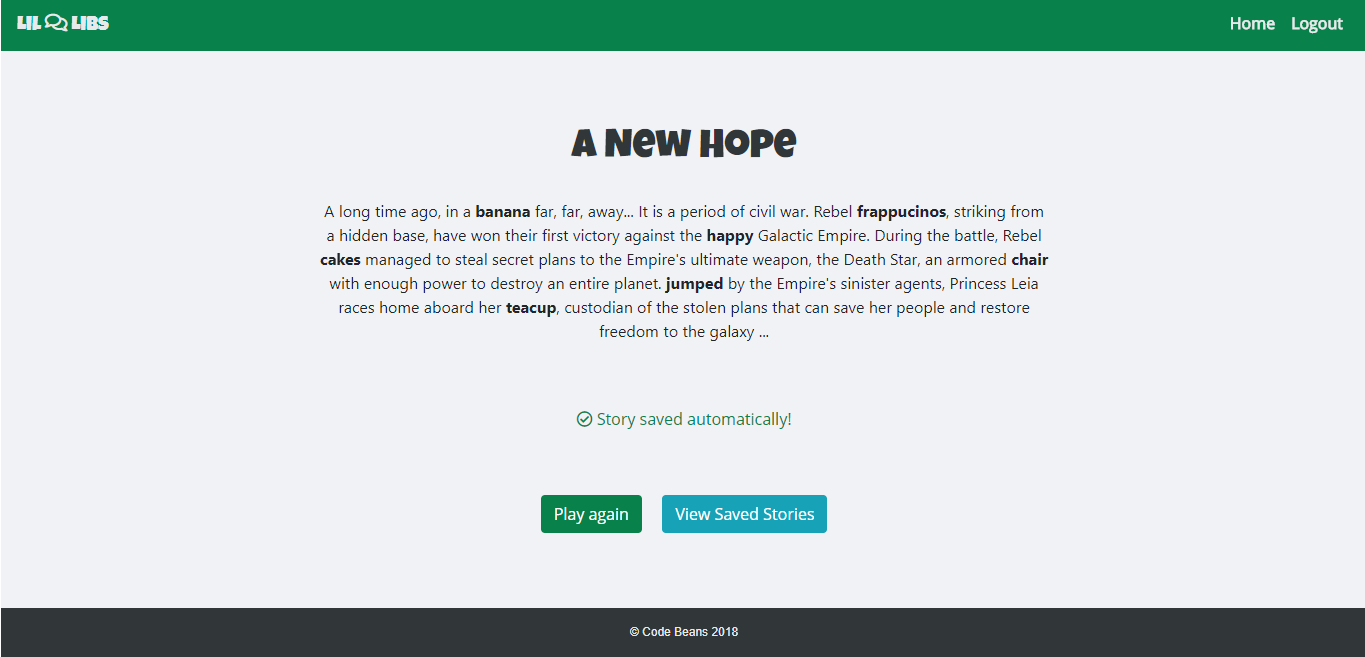 LIL LIBS
Home Logout
A New Hope
A long time ago, in a banana far, far, away... It is a period of civil war. Rebel frappucinos, striking from
a hidden base, have won their first victory against the happy Galactic Empire. During the battle, Rebel
cakes managed to steal secret plans to the Empire's ultimate weapon, the Death Star, an armored chair
with enough power to destroy an entire planet. jumped by the Empire's sinister agents, Princess Leia
races home aboard her teacup, custodian of the stolen plans that can save her people and restore
freedom to the galaxy ...
Story saved automatically!
Play again View Saved Stories
© Code Beans 2018